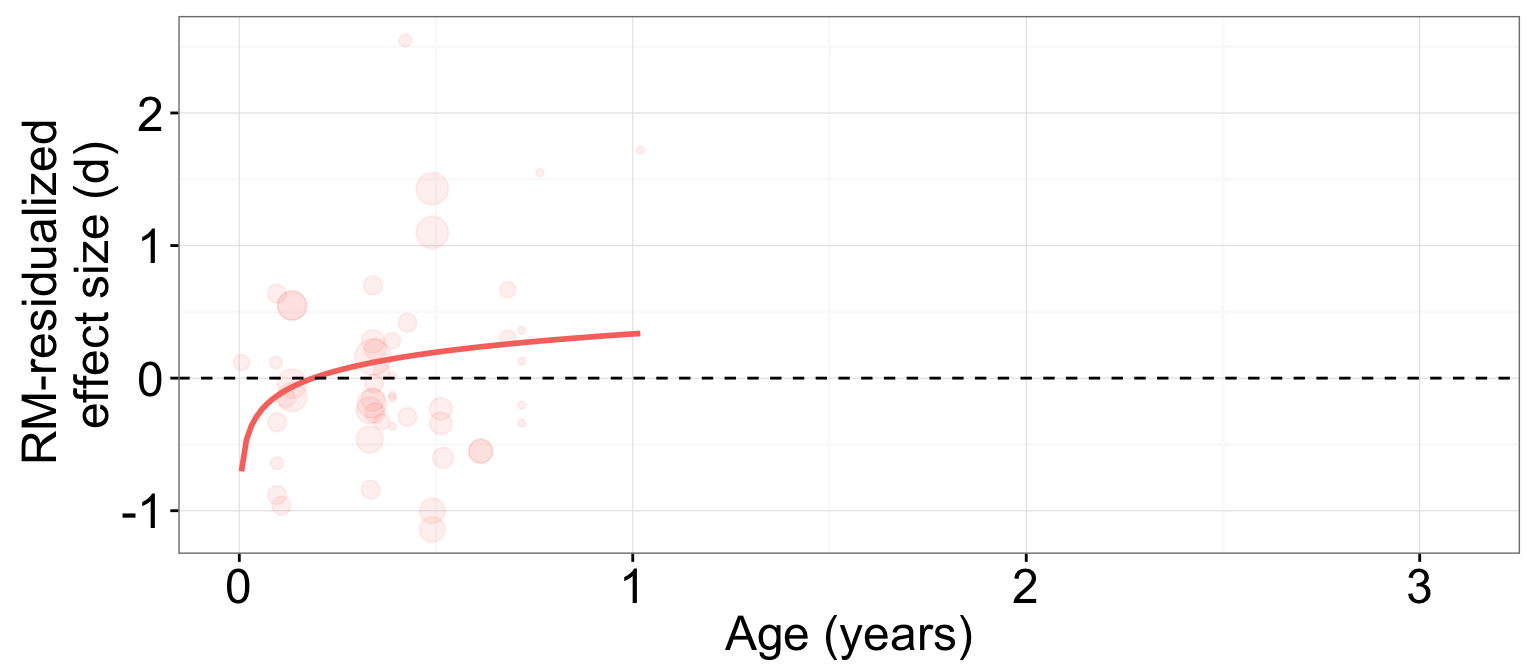 RM-residualized
effect size (d)
2
1
0
-1
0 1 2 3
Age (years)